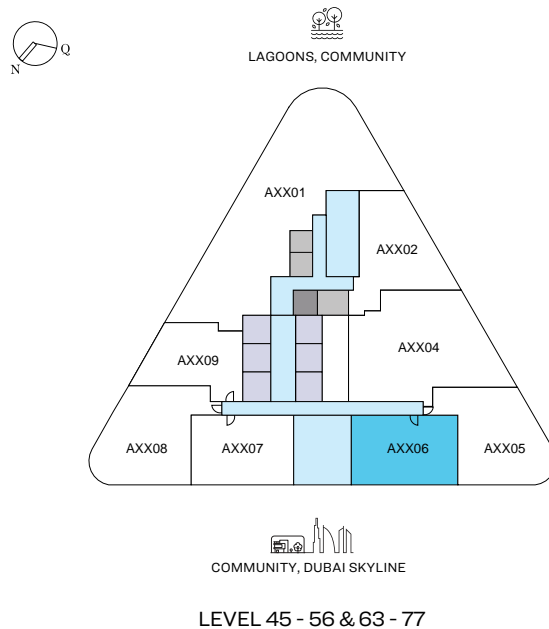 LAGOONS, COMMUNITY
Q
N
AXX01
AXX02
AXX04
AXX09
AXX08
AXX07
AXX06
AXX05
COMMUNITY, DUBAI SKYLINE
LEVEL 45 - 56 & 63 - 77